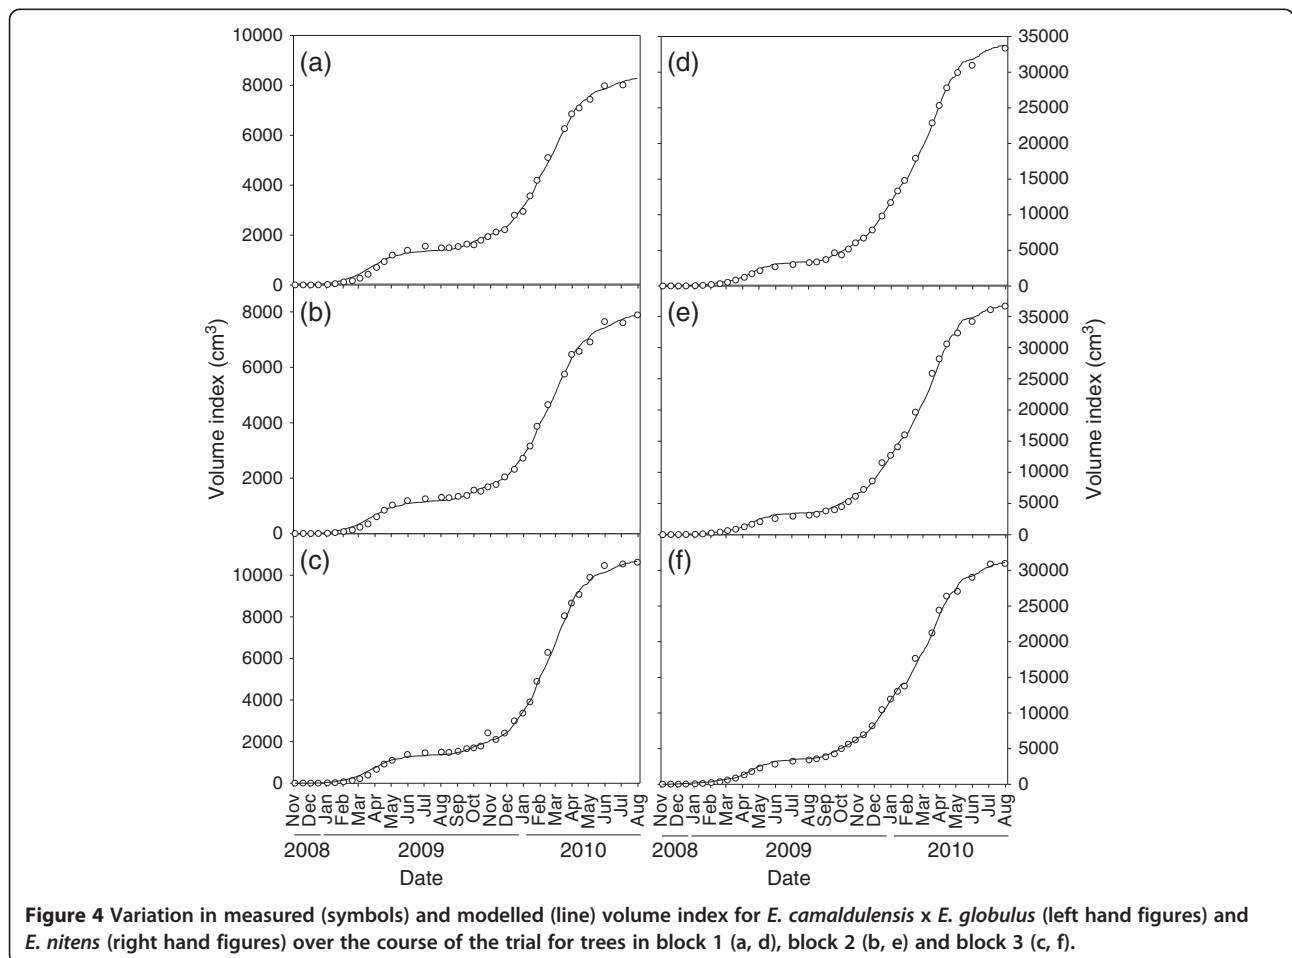 (a)
10000
8000
6000
4000
2000
0
(d)
35000
30000
25000
20000
15000
10000
5000
0
(b)
8000
6000
4000
2000
0
Volume index (cm³)
(e)
35000
30000
25000
20000
15000
10000
5000
0
Volume index (cm³)
(c)
10000
8000
6000
4000
2000
0
(f)
30000
25000
20000
15000
10000
5000
0
Nov Dec Jan Feb Mar Apr May Jun Jul Aug Sep Oct Nov Dec Jan Feb Mar Apr May Jun Jul Aug
2008 2009 2010
Date
Nov Dec Jan Feb Mar Apr May Jun Jul Aug Sep Oct Nov Dec Jan Feb Mar Apr May Jun Jul Aug
2008 2009 2010
Date
Figure 4 Variation in measured (symbols) and modelled (line) volume index for E. camaldulensis x E. globulus (left hand figures) and
E. nitens (right hand figures) over the course of the trial for trees in block 1 (a, d), block 2 (b, e) and block 3 (c, f).